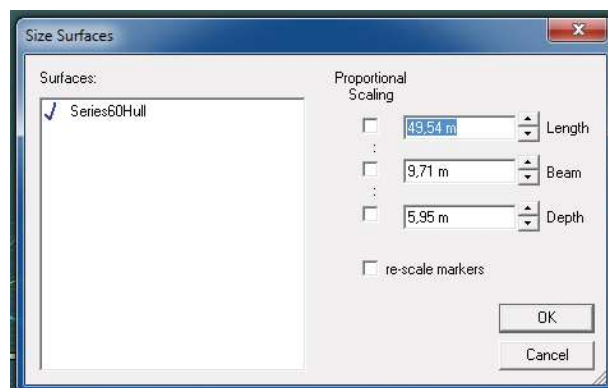 Size Surfaces
Surfaces:
Series60Hull
Proportional
Scaling
49,54 m
Length
:
9,71 m
Beam
:
5,95 m
Depth
re-scale markers
OK
Cancel